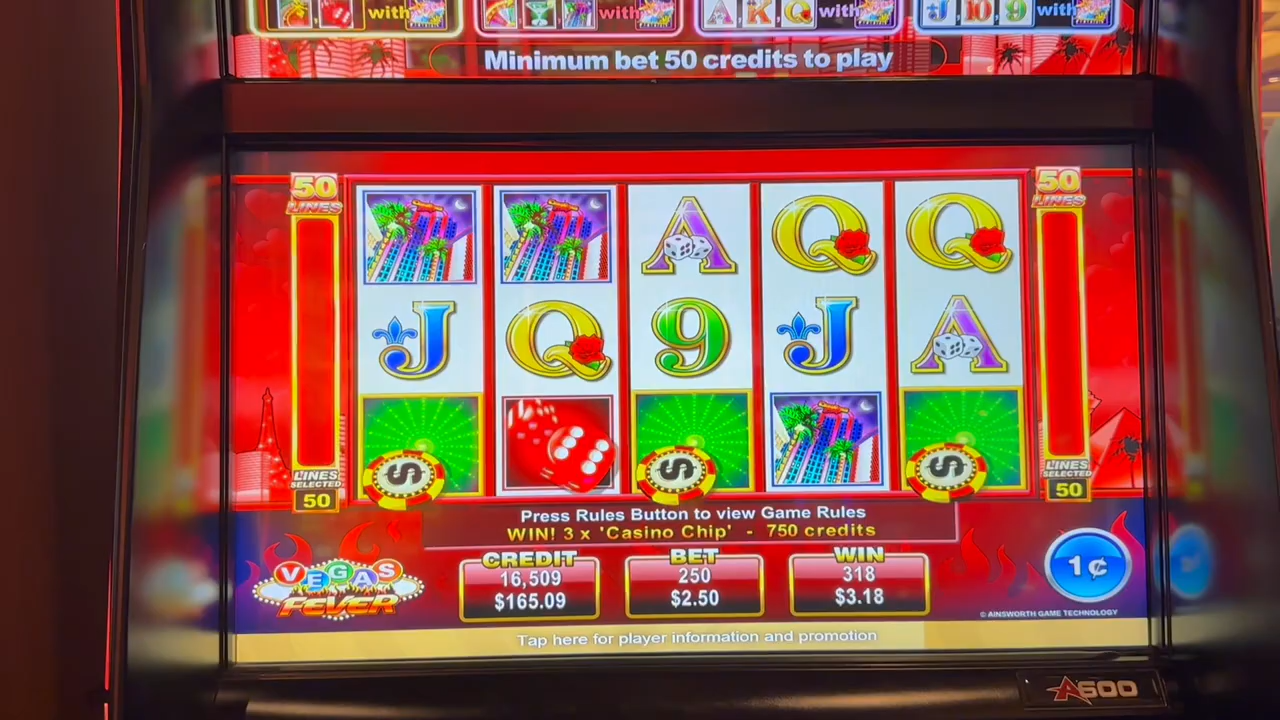 with with with with
A K Q J 10 9
Minimum bet 50 credits to play
50 50
LINES LINES
A Q Q
J Q 9 J A
$ $ $
LINES SELECTED 50
LINES SELECTED 50
Press Rules Button to view Game Rules
WIN! 3 x 'Casino Chip' - 750 credits
CREDIT BET WIN
16,509 250 318
$165.09 $2.50 $3.18
VEGAS
FEVER
1¢
© AINSWORTH GAME TECHNOLOGY
Tap here for player information and promotion
A600